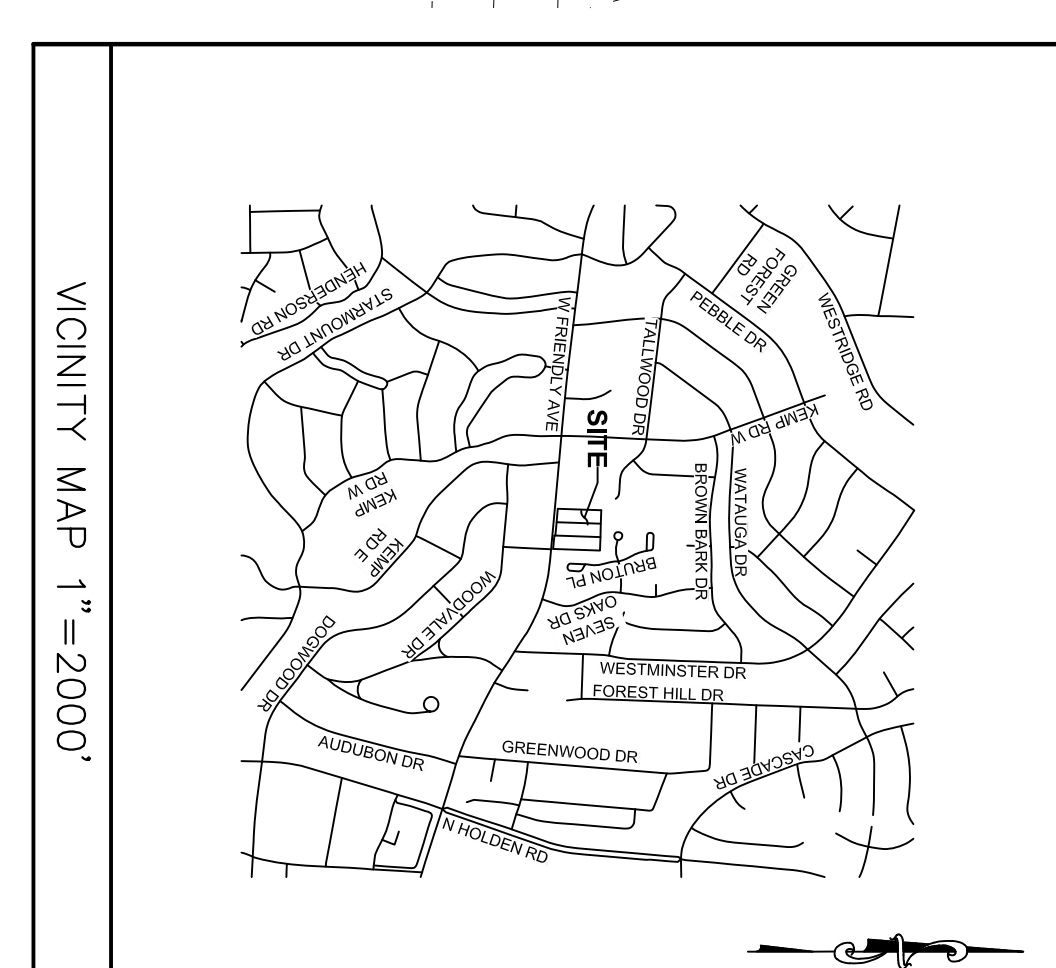 VICINITY MAP 1"=2000'
HENDERSON RD
STARMOUNT DR
W FRIENDLY AVE
TALLWOOD DR
PEBBLE DR
GREEN
FOREST
RD
WESTRIDGE RD
KEMP RD W
SITE
KEMP
RD W
KEMP
RD E
BROWN BARK DR
WATAUGA DR
BRUTON PL
SEVEN
OAKS DR
WOODVALE DR
DOGWOOD DR
WESTMINSTER DR
FOREST HILL DR
AUDUBON DR
GREENWOOD DR
CASCADE DR
N HOLDEN RD